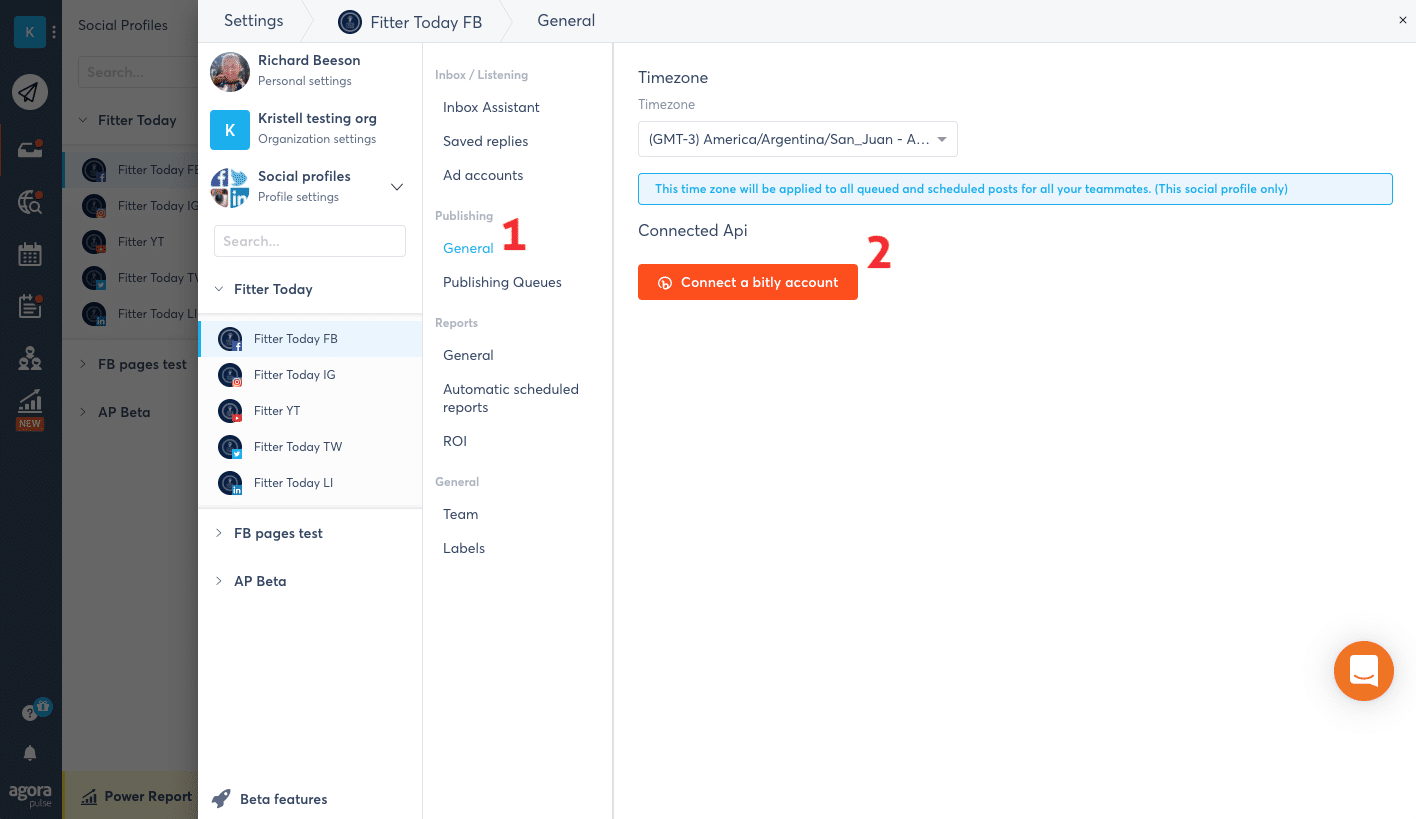 Settings
Fitter Today FB
General
×
K
Social Profiles
Search...
Fitter Today
Fitter Today FB
Fitter Today IG
Fitter YT
Fitter Today TW
Fitter Today LI
FB pages test
AP Beta
NEW
?
agora
pulse
Power Report
Richard Beeson
Personal settings
K
Kristell testing org
Organization settings
Social profiles
Profile settings
Search...
Fitter Today
Fitter Today FB
Fitter Today IG
Fitter YT
Fitter Today TW
Fitter Today LI
FB pages test
AP Beta
Beta features
Inbox / Listening
Inbox Assistant
Saved replies
Ad accounts
Publishing
General
1
Publishing Queues
Reports
General
Automatic scheduled
reports
ROI
General
Team
Labels
Timezone
Timezone
(GMT-3) America/Argentina/San_Juan - A...
This time zone will be applied to all queued and scheduled posts for all your teammates. (This social profile only)
Connected Api
2
Connect a bitly account